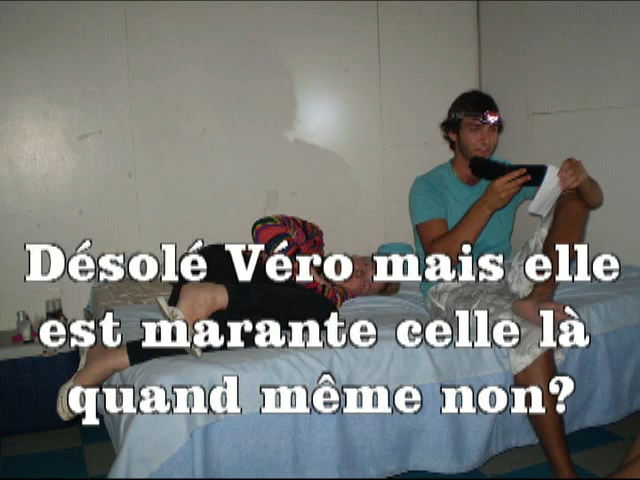 Désolé Véro mais elle
est marante celle là
quand même non?